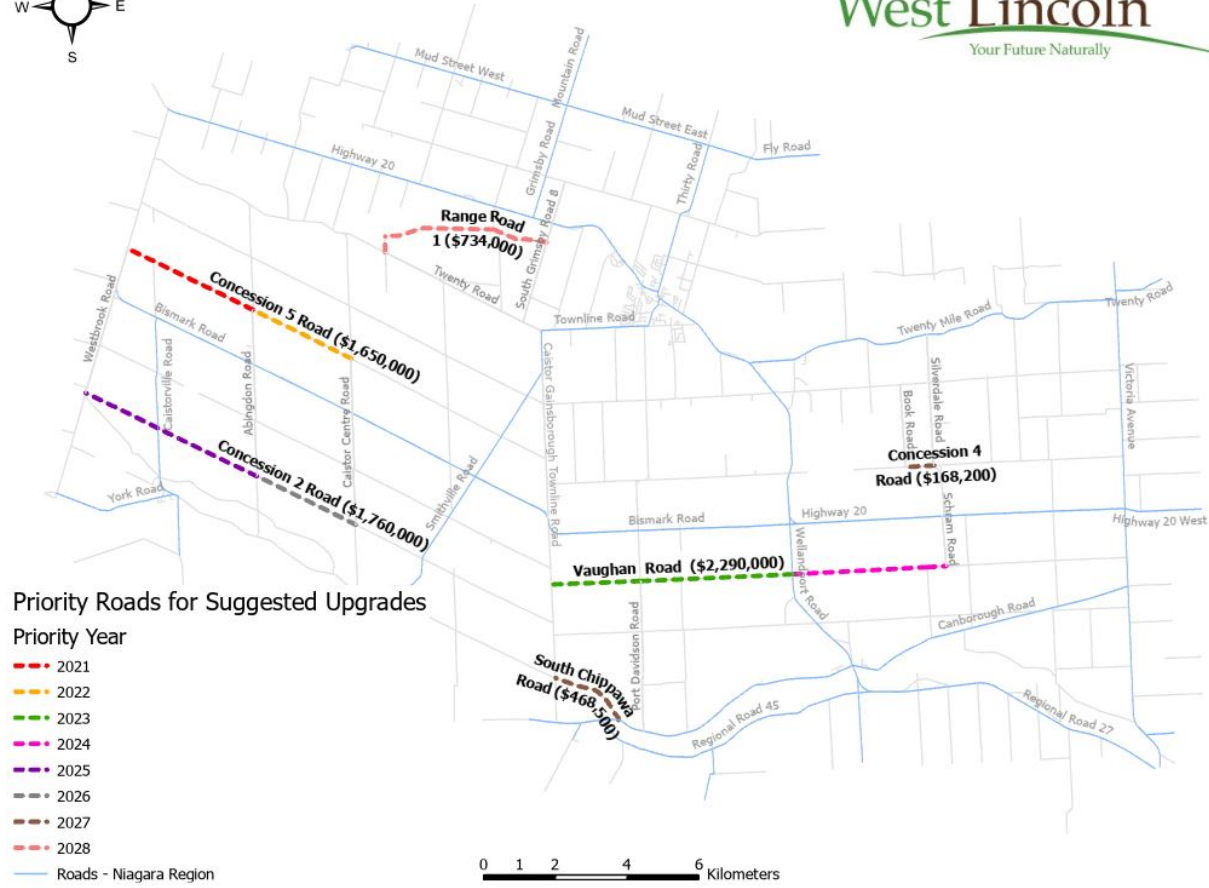 W E
S
West Lincoln
Your Future Naturally
Mud Street West
Grimsby Road Mountain Road
Mud Street East
Fly Road
Thirty Road
Highway 20
South Grimsby Road 8
Range Road
1 ($734,000)
Twenty Road
Townline Road
Westbrook Road
Concession 5 Road ($1,650,000)
Bismark Road
Caistorville Road
Abingdon Road
Caistor Centre Road
Concession 2 Road ($1,760,000)
York Road
Smithville Road
Caistor Gainsborough Townline Road
Twenty Mile Road
Twenty Road
Silverdale Road
Book Road
Victoria Avenue
Concession 4
Road ($168,200)
Schram Road
Bismark Road
Highway 20
Highway 20 West
Vaughan Road ($2,290,000)
Wellandport Road
Canborough Road
Port Davidson Road
South Chippawa
Road ($468,500)
Regional Road 45
Regional Road 27
Priority Roads for Suggested Upgrades
Priority Year
2021
2022
2023
2024
2025
2026
2027
2028
Roads - Niagara Region
0 1 2 4 6
Kilometers